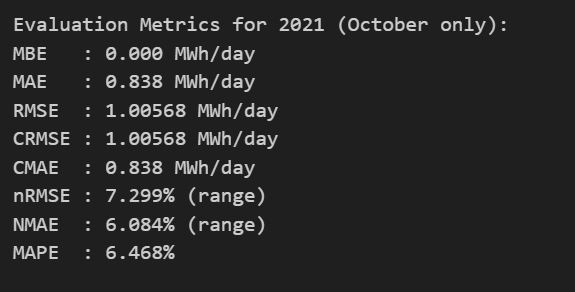 Evaluation Metrics for 2021 (October only):
MBE   : 0.000 MWh/day
MAE   : 0.838 MWh/day
RMSE  : 1.00568 MWh/day
CRMSE : 1.00568 MWh/day
CMAE  : 0.838 MWh/day
nRMSE : 7.299% (range)
NMAE  : 6.084% (range)
MAPE  : 6.468%